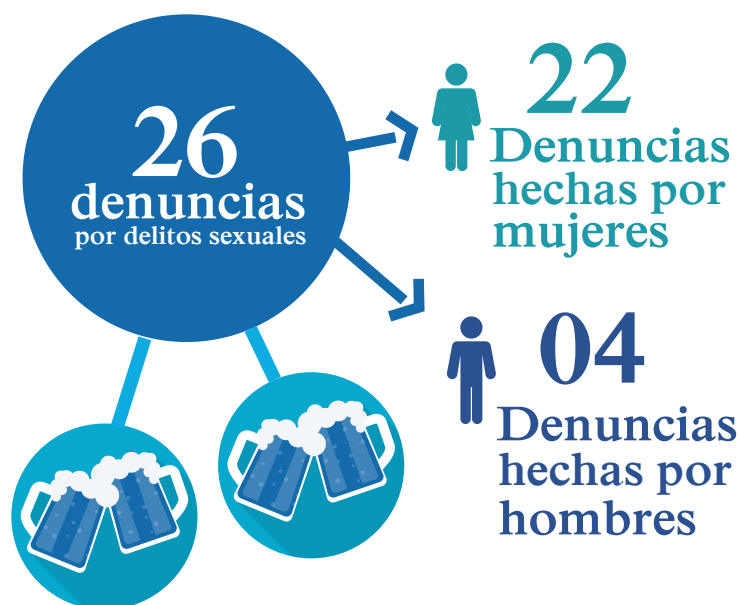 26
denuncias
por delitos sexuales
22
Denuncias
hechas por
mujeres
04
Denuncias
hechas por
hombres